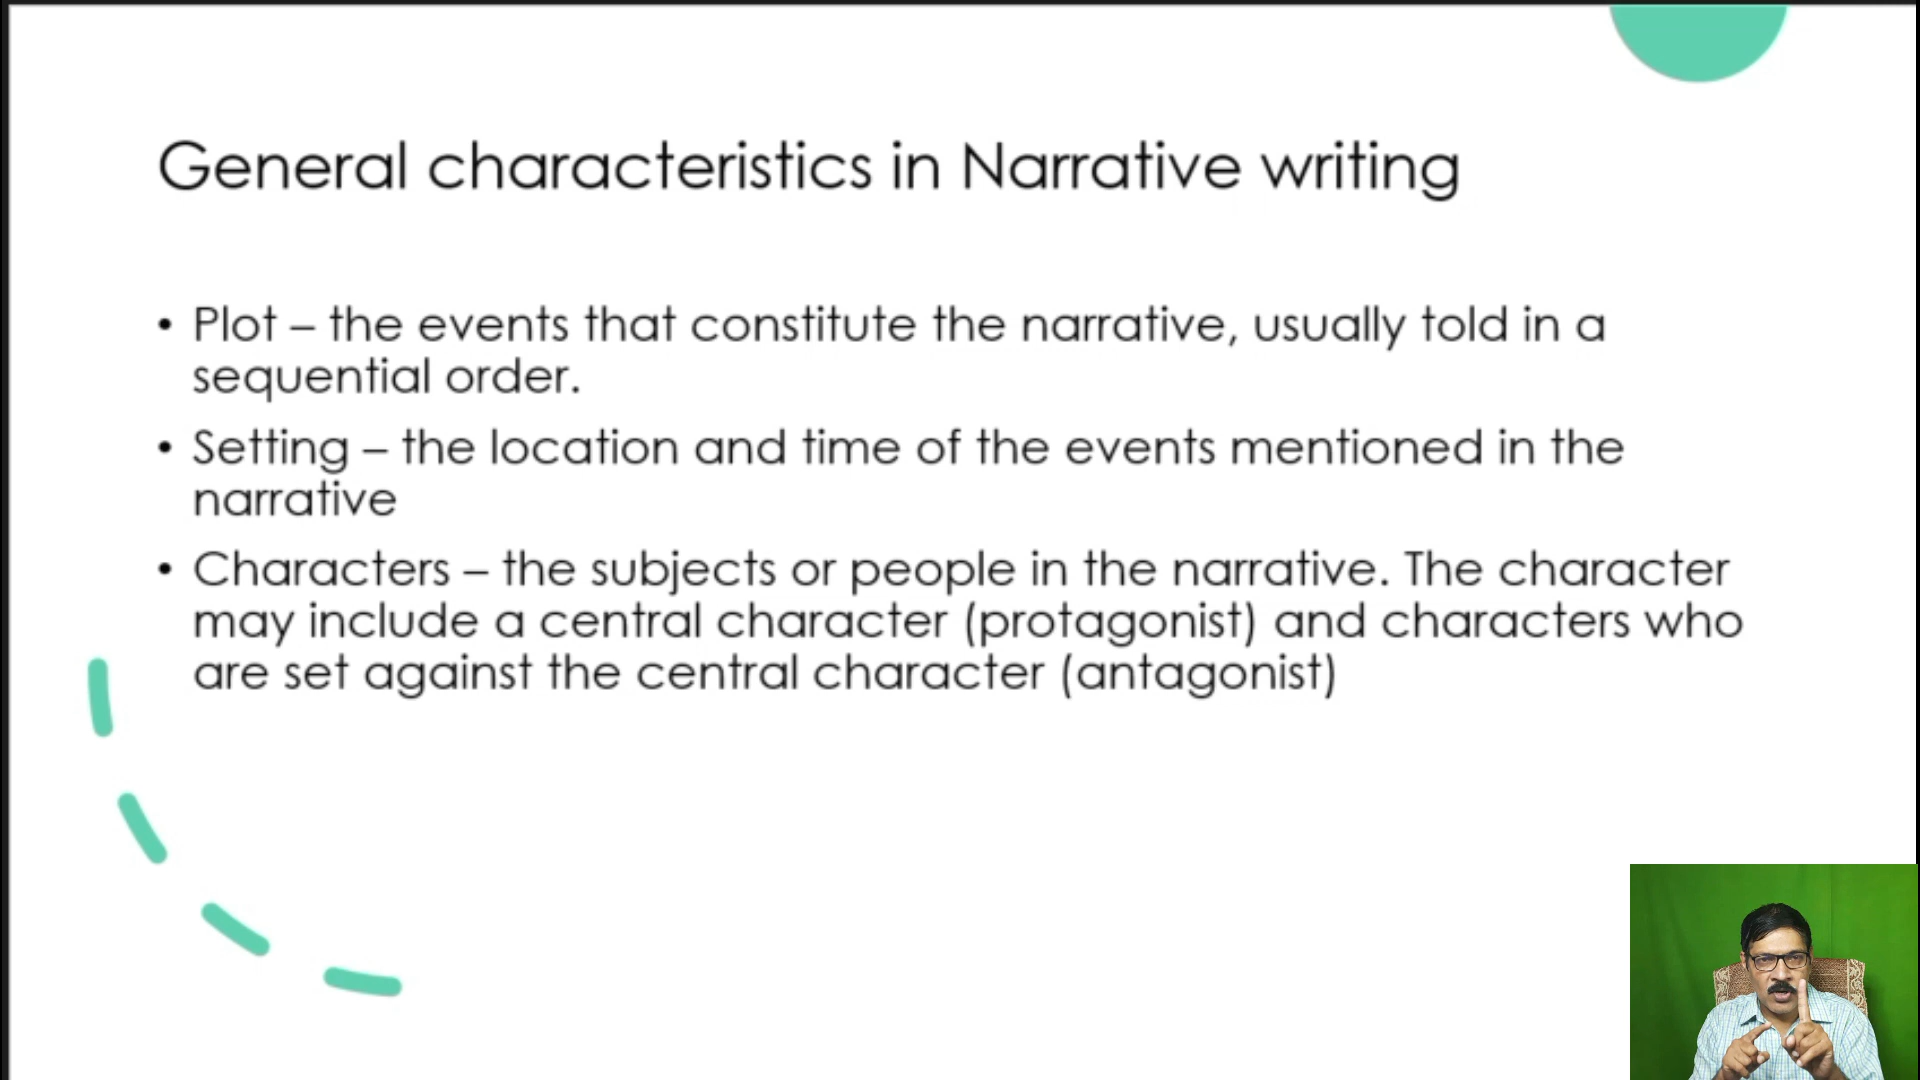 General characteristics in Narrative writing
• Plot – the events that constitute the narrative, usually told in a
sequential order.
• Setting – the location and time of the events mentioned in the
narrative
• Characters – the subjects or people in the narrative. The character
may include a central character (protagonist) and characters who
are set against the central character (antagonist)